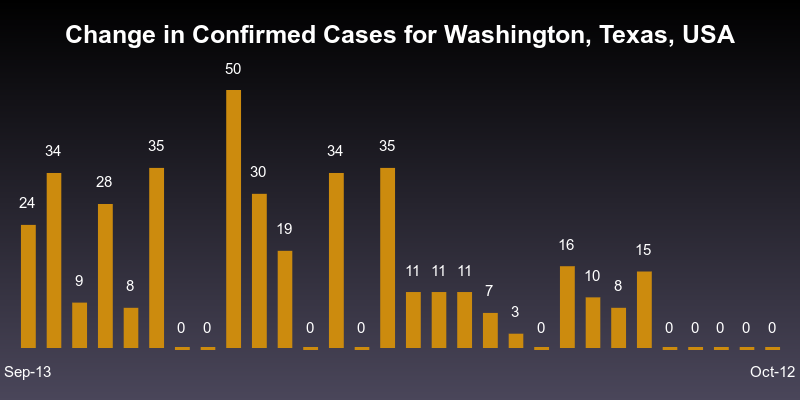 Change in Confirmed Cases for Washington, Texas, USA
24 34 9 28 8 35 0 0 50 30 19 0 34 0 35 11 11 11 7 3 0 16 10 8 15 0 0 0 0 0
Sep-13 Oct-12